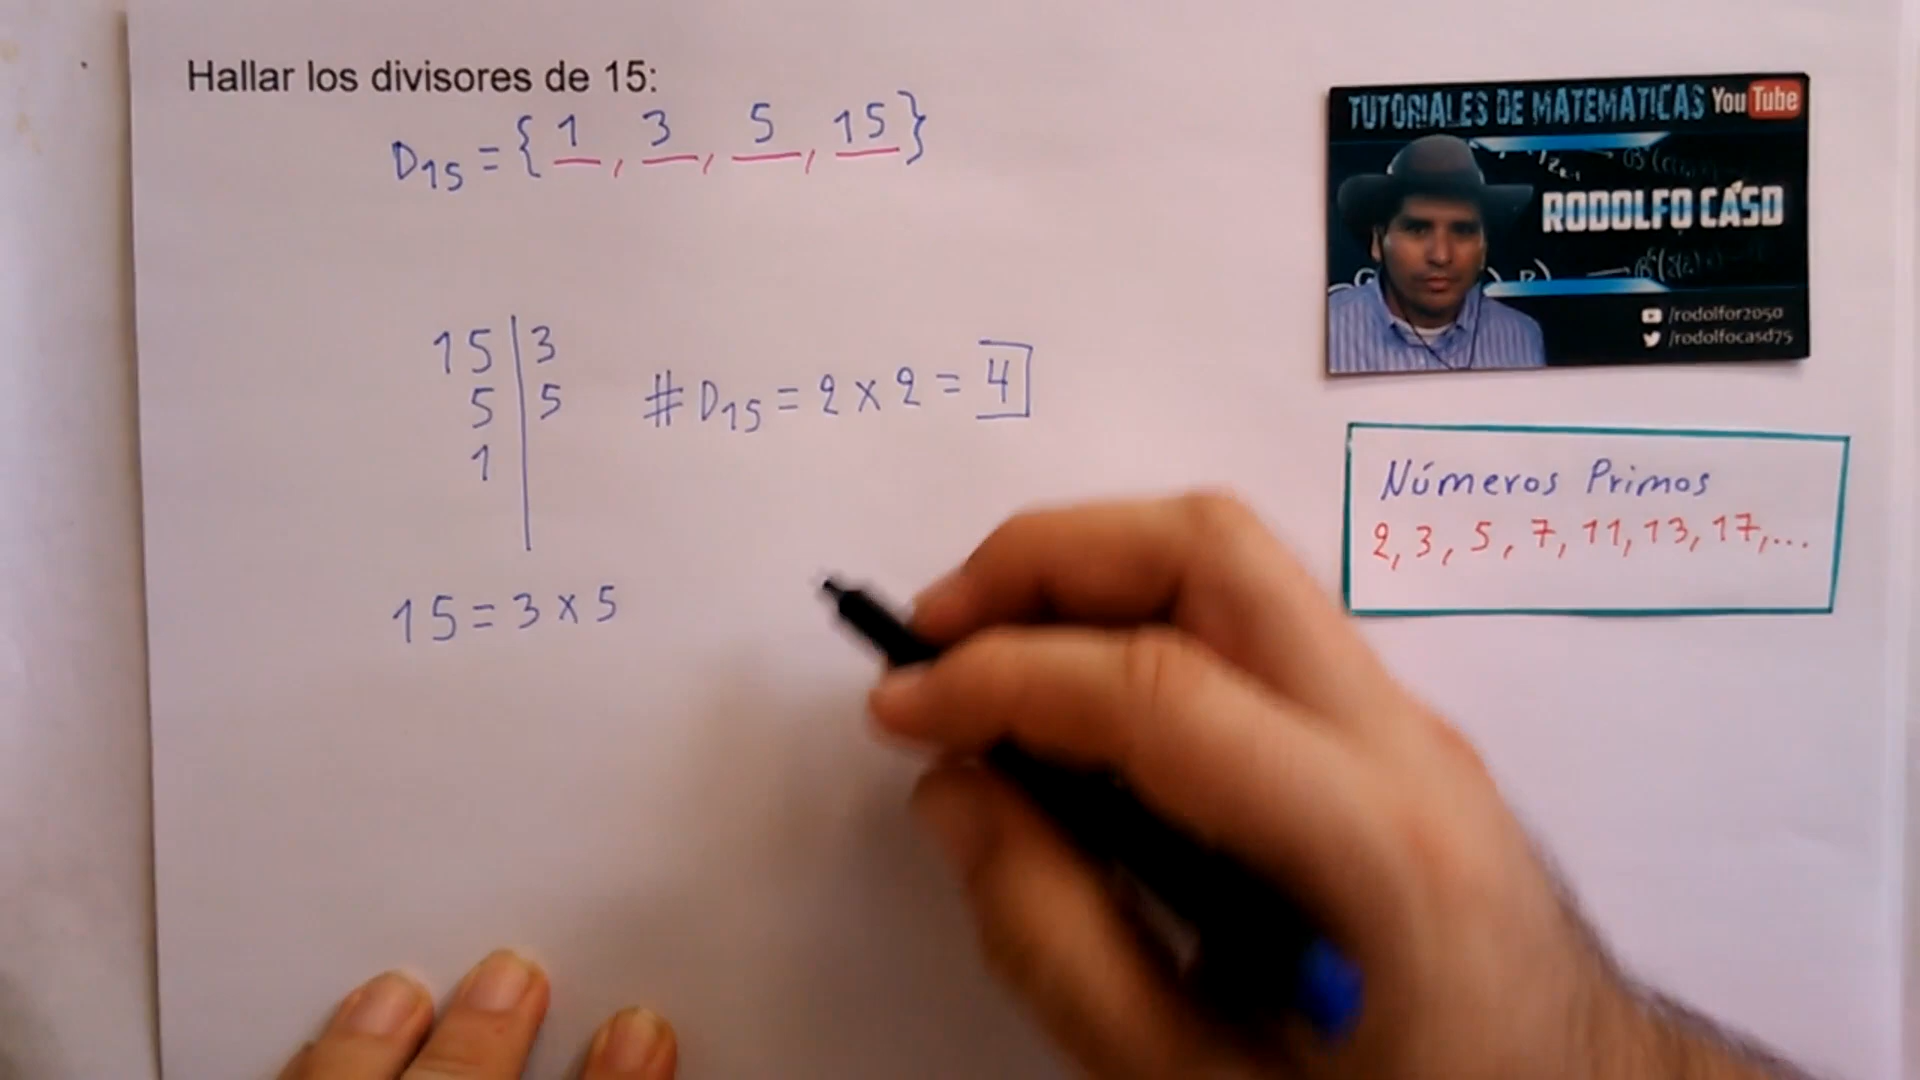 Hallar los divisores de 15:
D15 = { 1 , 3 , 5 , 15 }
15 | 3
5 | 5
1
# D15 = 2 x 2 = 4
15 = 3 x 5
TUTORIALES DE MATEMATICAS YouTube
RODOLFO CASD
/rodolfor2050
/rodolfocasd75
Números Primos
2, 3, 5, 7, 11, 13, 17, ...